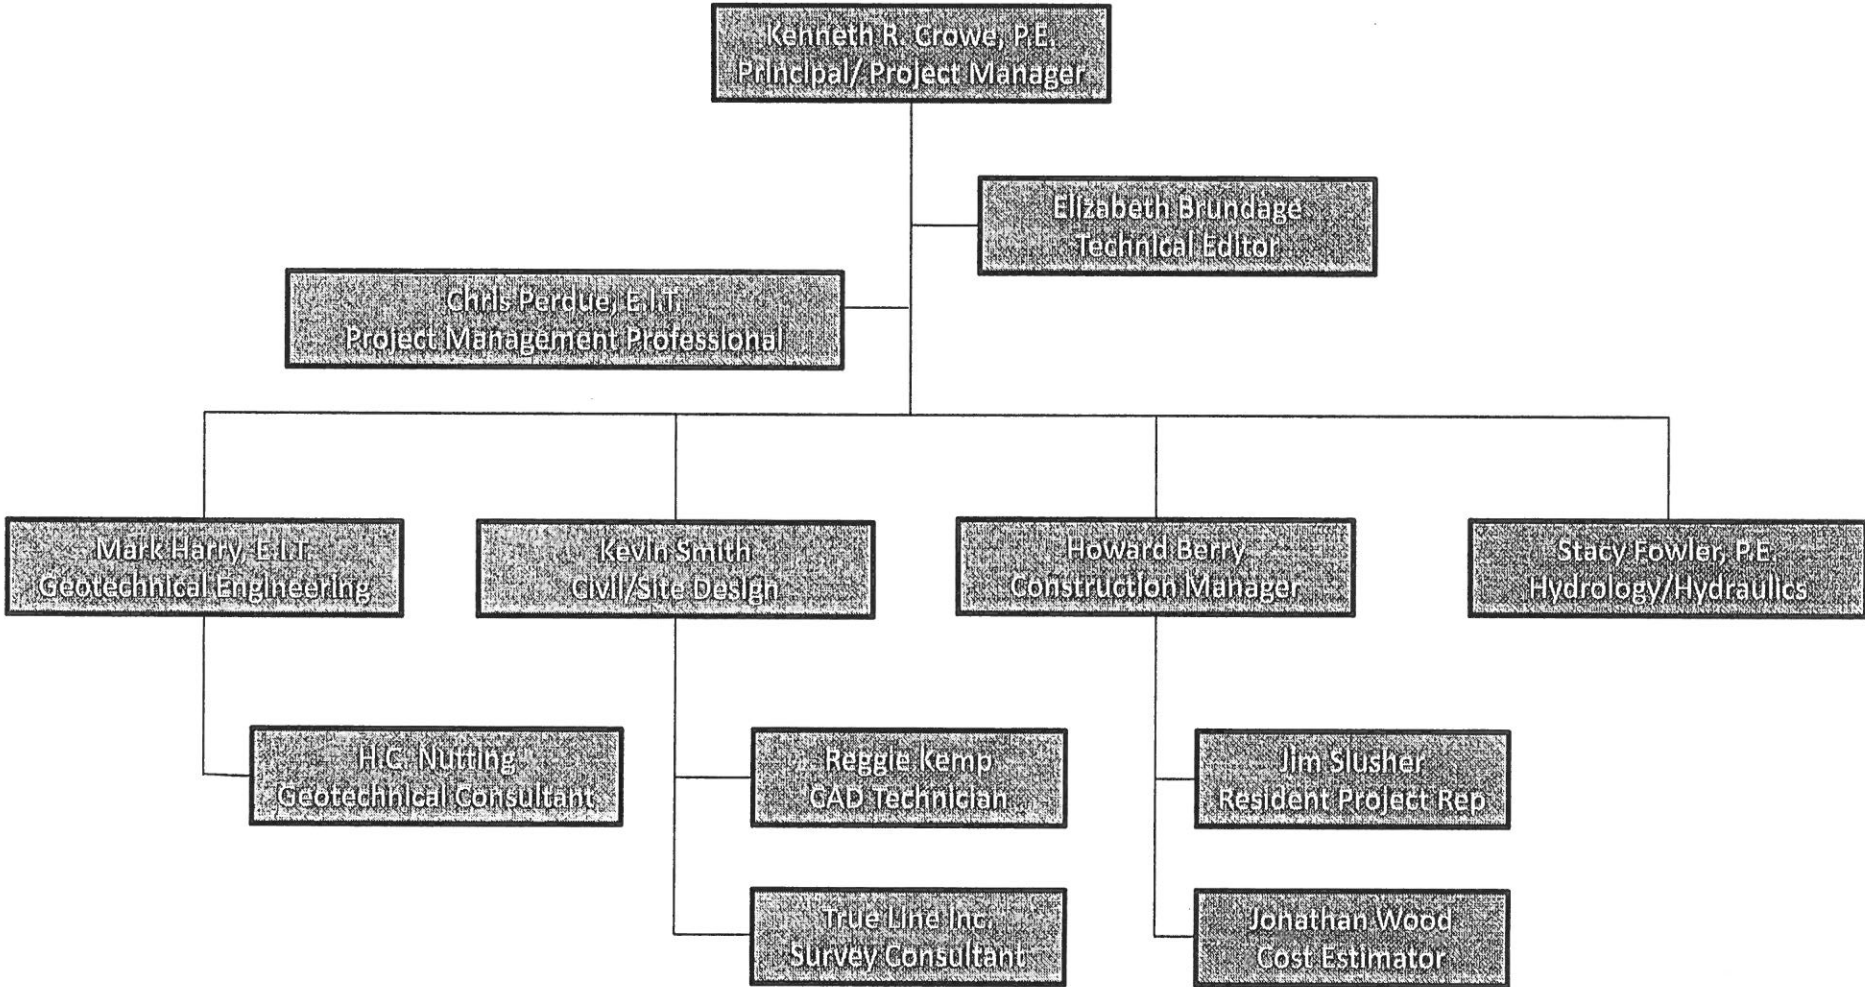 Kenneth R. Crowe, P.E.
Principal/ Project Manager
Elizabeth Brundage
Technical Editor
Chris Perdue, E.I.T.
Project Management Professional
Mark Harry, E.I.T.
Geotechnical Engineering
Kevin Smith
Civil/Site Design
Howard Berry
Construction Manager
Stacy Fowler, P.E.
Hydrology/Hydraulics
H.C. Nutting
Geotechnical Consultant
Reggie Kemp
CAD Technician
Jim Slusher
Resident Project Rep
True Line Inc.
Survey Consultant
Jonathan Wood
Cost Estimator